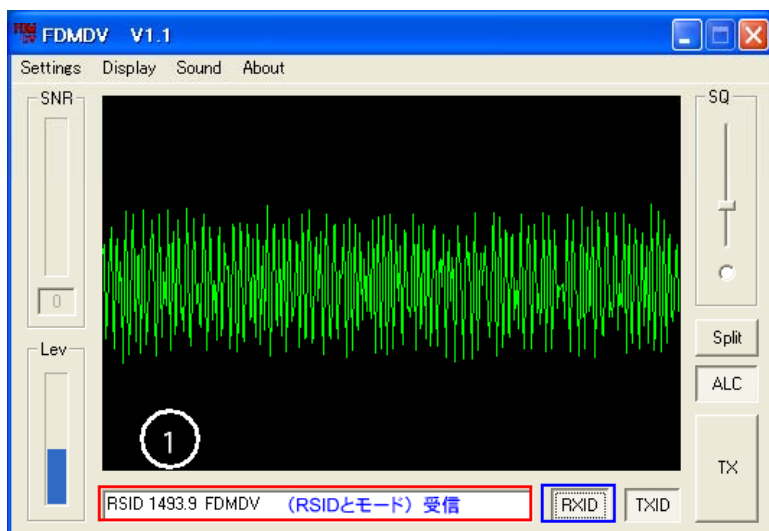 FDMDV V1.1
Settings Display Sound About
SNR
SQ
0
Lev
Split
ALC
1
TX
RSID 1493.9 FDMDV (RSIDとモード) 受信
RXID
TXID